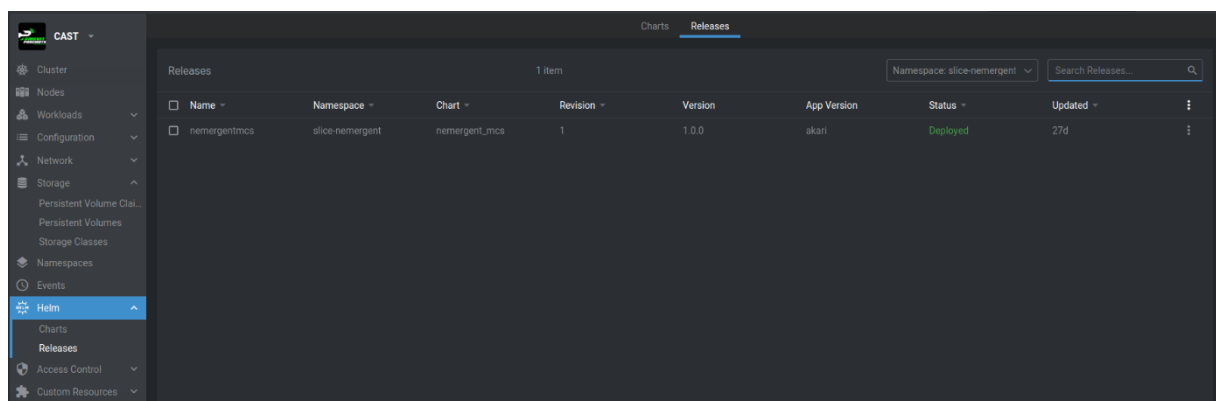 CAST
Cluster
Nodes
Workloads
Configuration
Network
Storage
Persistent Volume Clai...
Persistent Volumes
Storage Classes
Namespaces
Events
Helm
Charts
Releases
Access Control
Custom Resources
Charts Releases
Releases 1 item Namespace: slice-nemergent Search Releases...
Name Namespace Chart Revision Version App Version Status Updated
nemergentmcs slice-nemergent nemergent_mcs 1 1.0.0 akari Deployed 27d